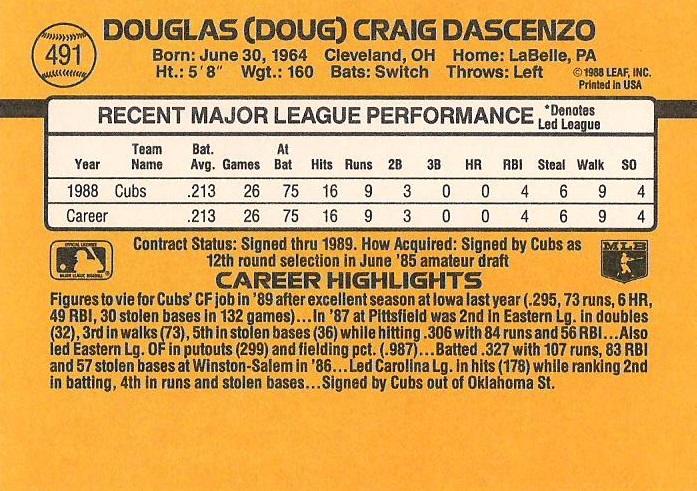 491
DOUGLAS (DOUG) CRAIG DASCENZO
Born: June 30, 1964 Cleveland, OH Home: LaBelle, PA
Ht.: 5'8" Wgt.: 160 Bats: Switch Throws: Left
©1988 LEAF, INC.
Printed in USA
RECENT MAJOR LEAGUE PERFORMANCE *Denotes Led League
Year Team Name Bat. Avg. Games At Bat Hits Runs 2B 3B HR RBI Steal Walk SO
1988 Cubs .213 26 75 16 9 3 0 0 4 6 9 4
Career .213 26 75 16 9 3 0 0 4 6 9 4
Contract Status: Signed thru 1989. How Acquired: Signed by Cubs as
12th round selection in June '85 amateur draft
MLB
CAREER HIGHLIGHTS
Figures to vie for Cubs' CF job in '89 after excellent season at Iowa last year (.295, 73 runs, 6 HR,
49 RBI, 30 stolen bases in 132 games)...In '87 at Pittsfield was 2nd in Eastern Lg. in doubles
(32), 3rd in walks (73), 5th in stolen bases (36) while hitting .306 with 84 runs and 56 RBI...Also
led Eastern Lg. OF in putouts (299) and fielding pct. (.987)...Batted .327 with 107 runs, 83 RBI
and 57 stolen bases at Winston-Salem in '86...Led Carolina Lg. in hits (178) while ranking 2nd
in batting, 4th in runs and stolen bases...Signed by Cubs out of Oklahoma St.